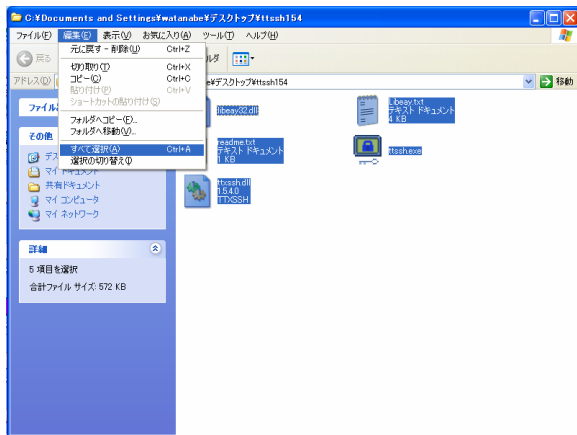 C:¥Documents and Settings¥watanabe¥デスクトップ¥ttssh154
ファイル(F) 編集(E) 表示(V) お気に入り(A) ツール(T) ヘルプ(H)
元に戻す - 削除(U) Ctrl+Z
切り取り(T) Ctrl+X
コピー(C) Ctrl+C
貼り付け(P) Ctrl+V
ショートカットの貼り付け(S)
フォルダへコピー(F)...
フォルダへ移動(V)...
すべて選択(A) Ctrl+A
選択の切り替え(I)
戻る
ルダ
アドレス(D)
e¥デスクトップ¥ttssh154
移動
ファイル
その他
デス
マイ ドキュメント
共有ドキュメント
マイ コンピュータ
マイ ネットワーク
詳細
5 項目を選択
合計ファイル サイズ: 572 KB
libeay32.dll
Libeay.txt
テキスト ドキュメント
4 KB
readme.txt
テキスト ドキュメント
1 KB
ttssh.exe
ttxssh.dll
1.5.4.0
TTXSSH